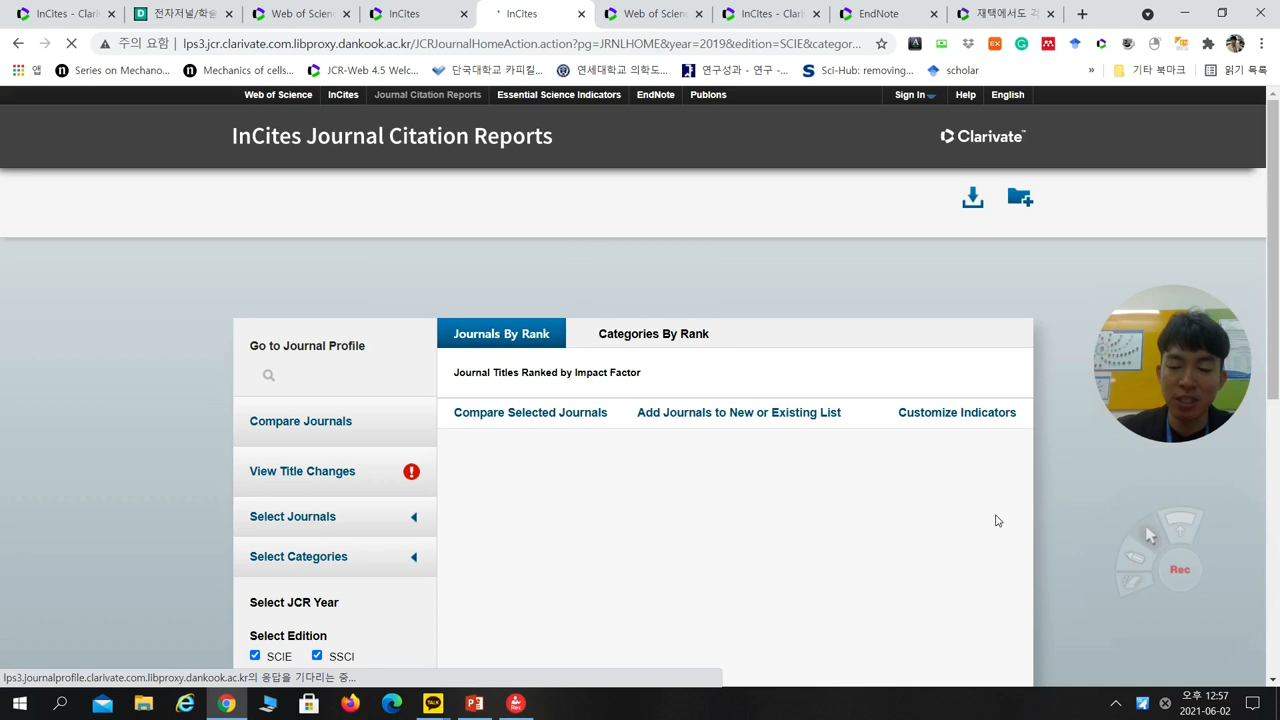 InCites - Clari
전자저널/학술
Web of Scienc
InCites
InCites
Web of Scienc
InCites - Clari
EndNote
재택에서도 격
주의 요함
lps3.jcr.clarivate.com.libproxy.dankook.ac.kr/JCRJournalHomeAction.action?pg=JRNLHOME&year=2019&edition=SCIE&categor...
앱
Series on Mechano...
Mechanics of cells...
JCR-Web 4.5 Welc...
단국대학교 카피킬...
연세대학교 의학도...
연구성과 - 연구 -...
Sci-Hub: removing...
scholar
»
기타 북마크
읽기 목록
Web of Science
InCites
Journal Citation Reports
Essential Science Indicators
EndNote
Publons
Sign In
Help
English
InCites Journal Citation Reports
Clarivate™
Go to Journal Profile
Compare Journals
View Title Changes
Select Journals
Select Categories
Select JCR Year
Select Edition
SCIE SSCI
Journals By Rank
Categories By Rank
Journal Titles Ranked by Impact Factor
Compare Selected Journals
Add Journals to New or Existing List
Customize Indicators
Rec
lps3.journalprofile.clarivate.com.libproxy.dankook.ac.kr의 응답을 기다리는 중...
TALK
오후 12:57
2021-06-02